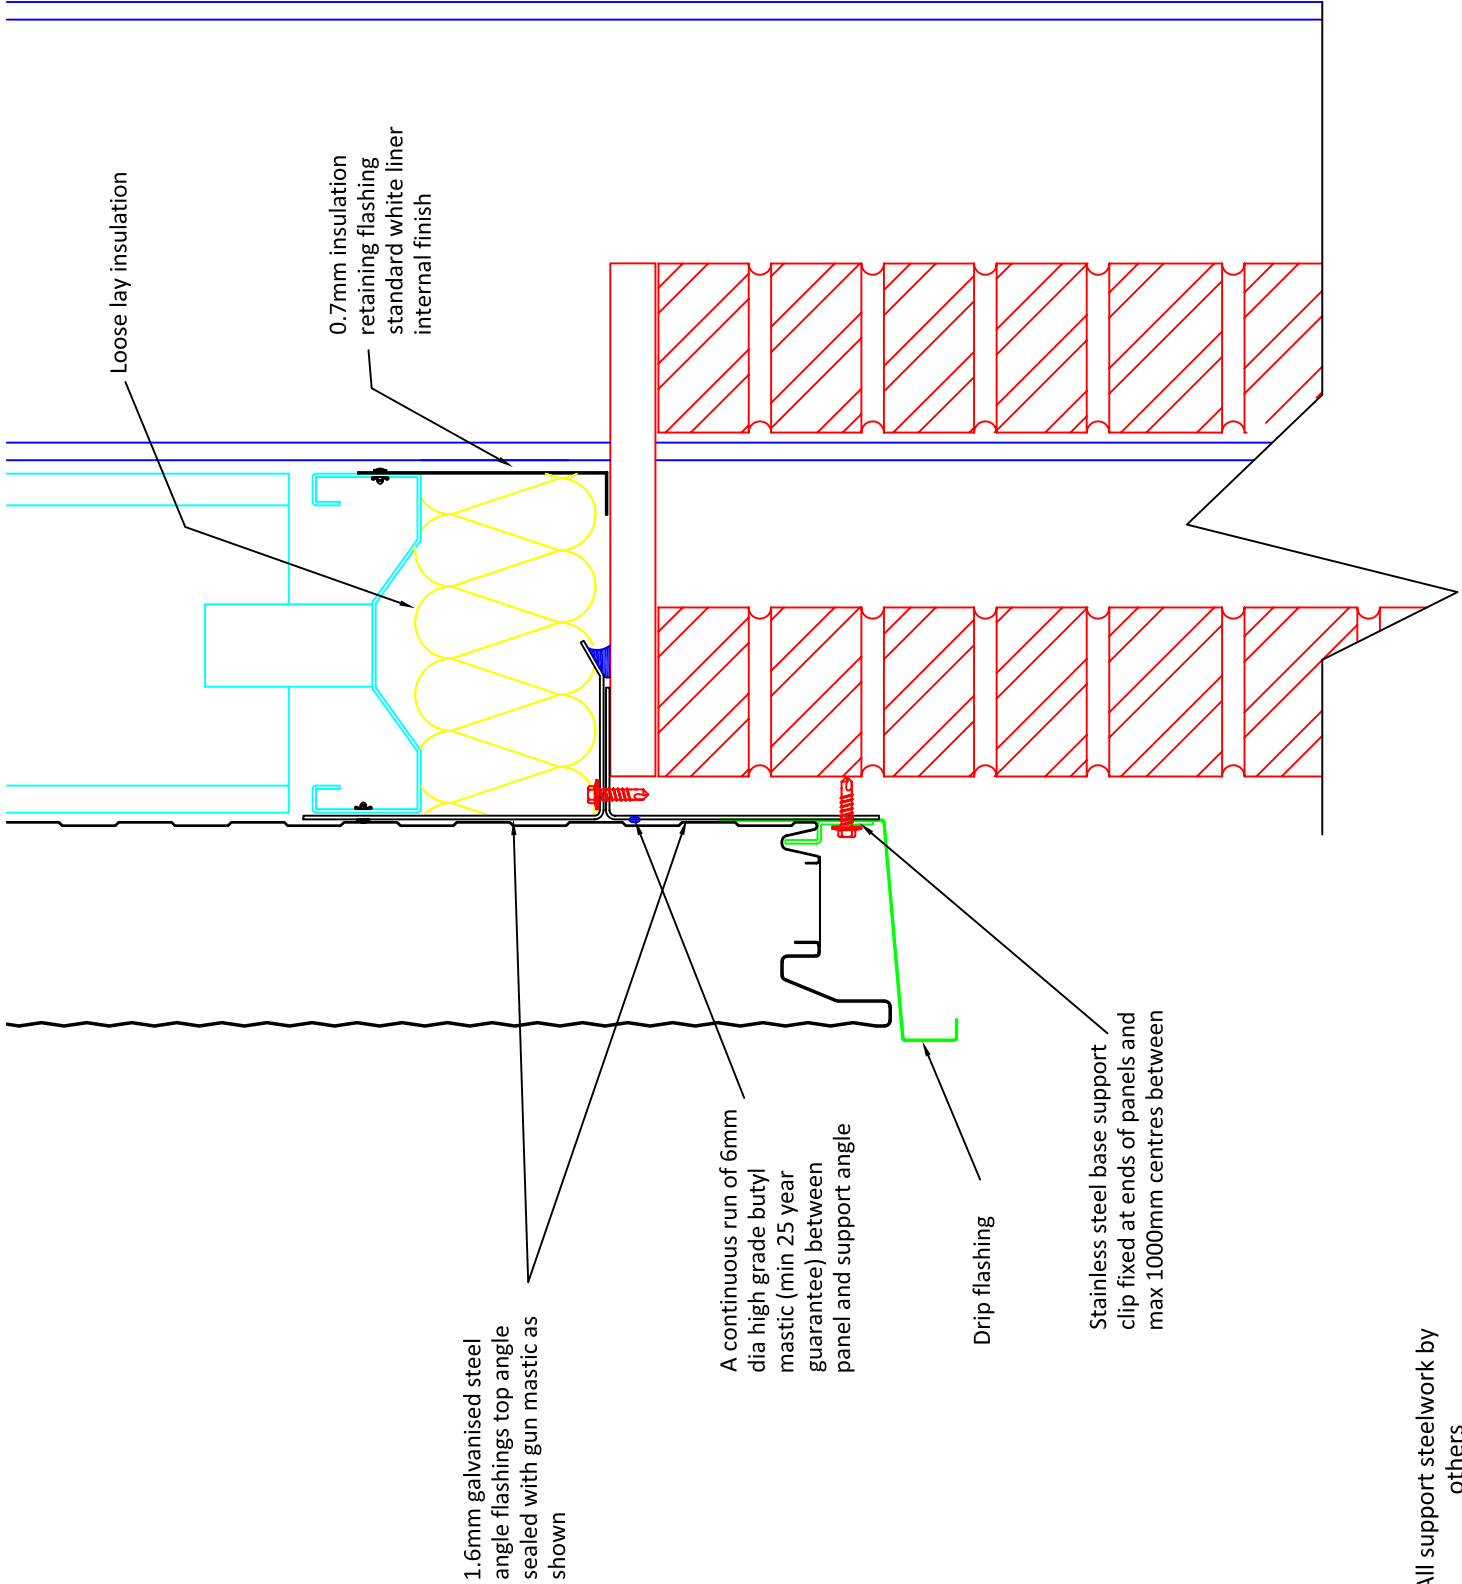 Loose lay insulation
0.7mm insulation
retaining flashing
standard white liner
internal finish
1.6mm galvanised steel
angle flashings top angle
sealed with gun mastic as
shown
A continuous run of 6mm
dia high grade butyl
mastic (min 25 year
guarantee) between
panel and support angle
Drip flashing
Stainless steel base support
clip fixed at ends of panels and
max 1000mm centres between
All support steelwork by
others